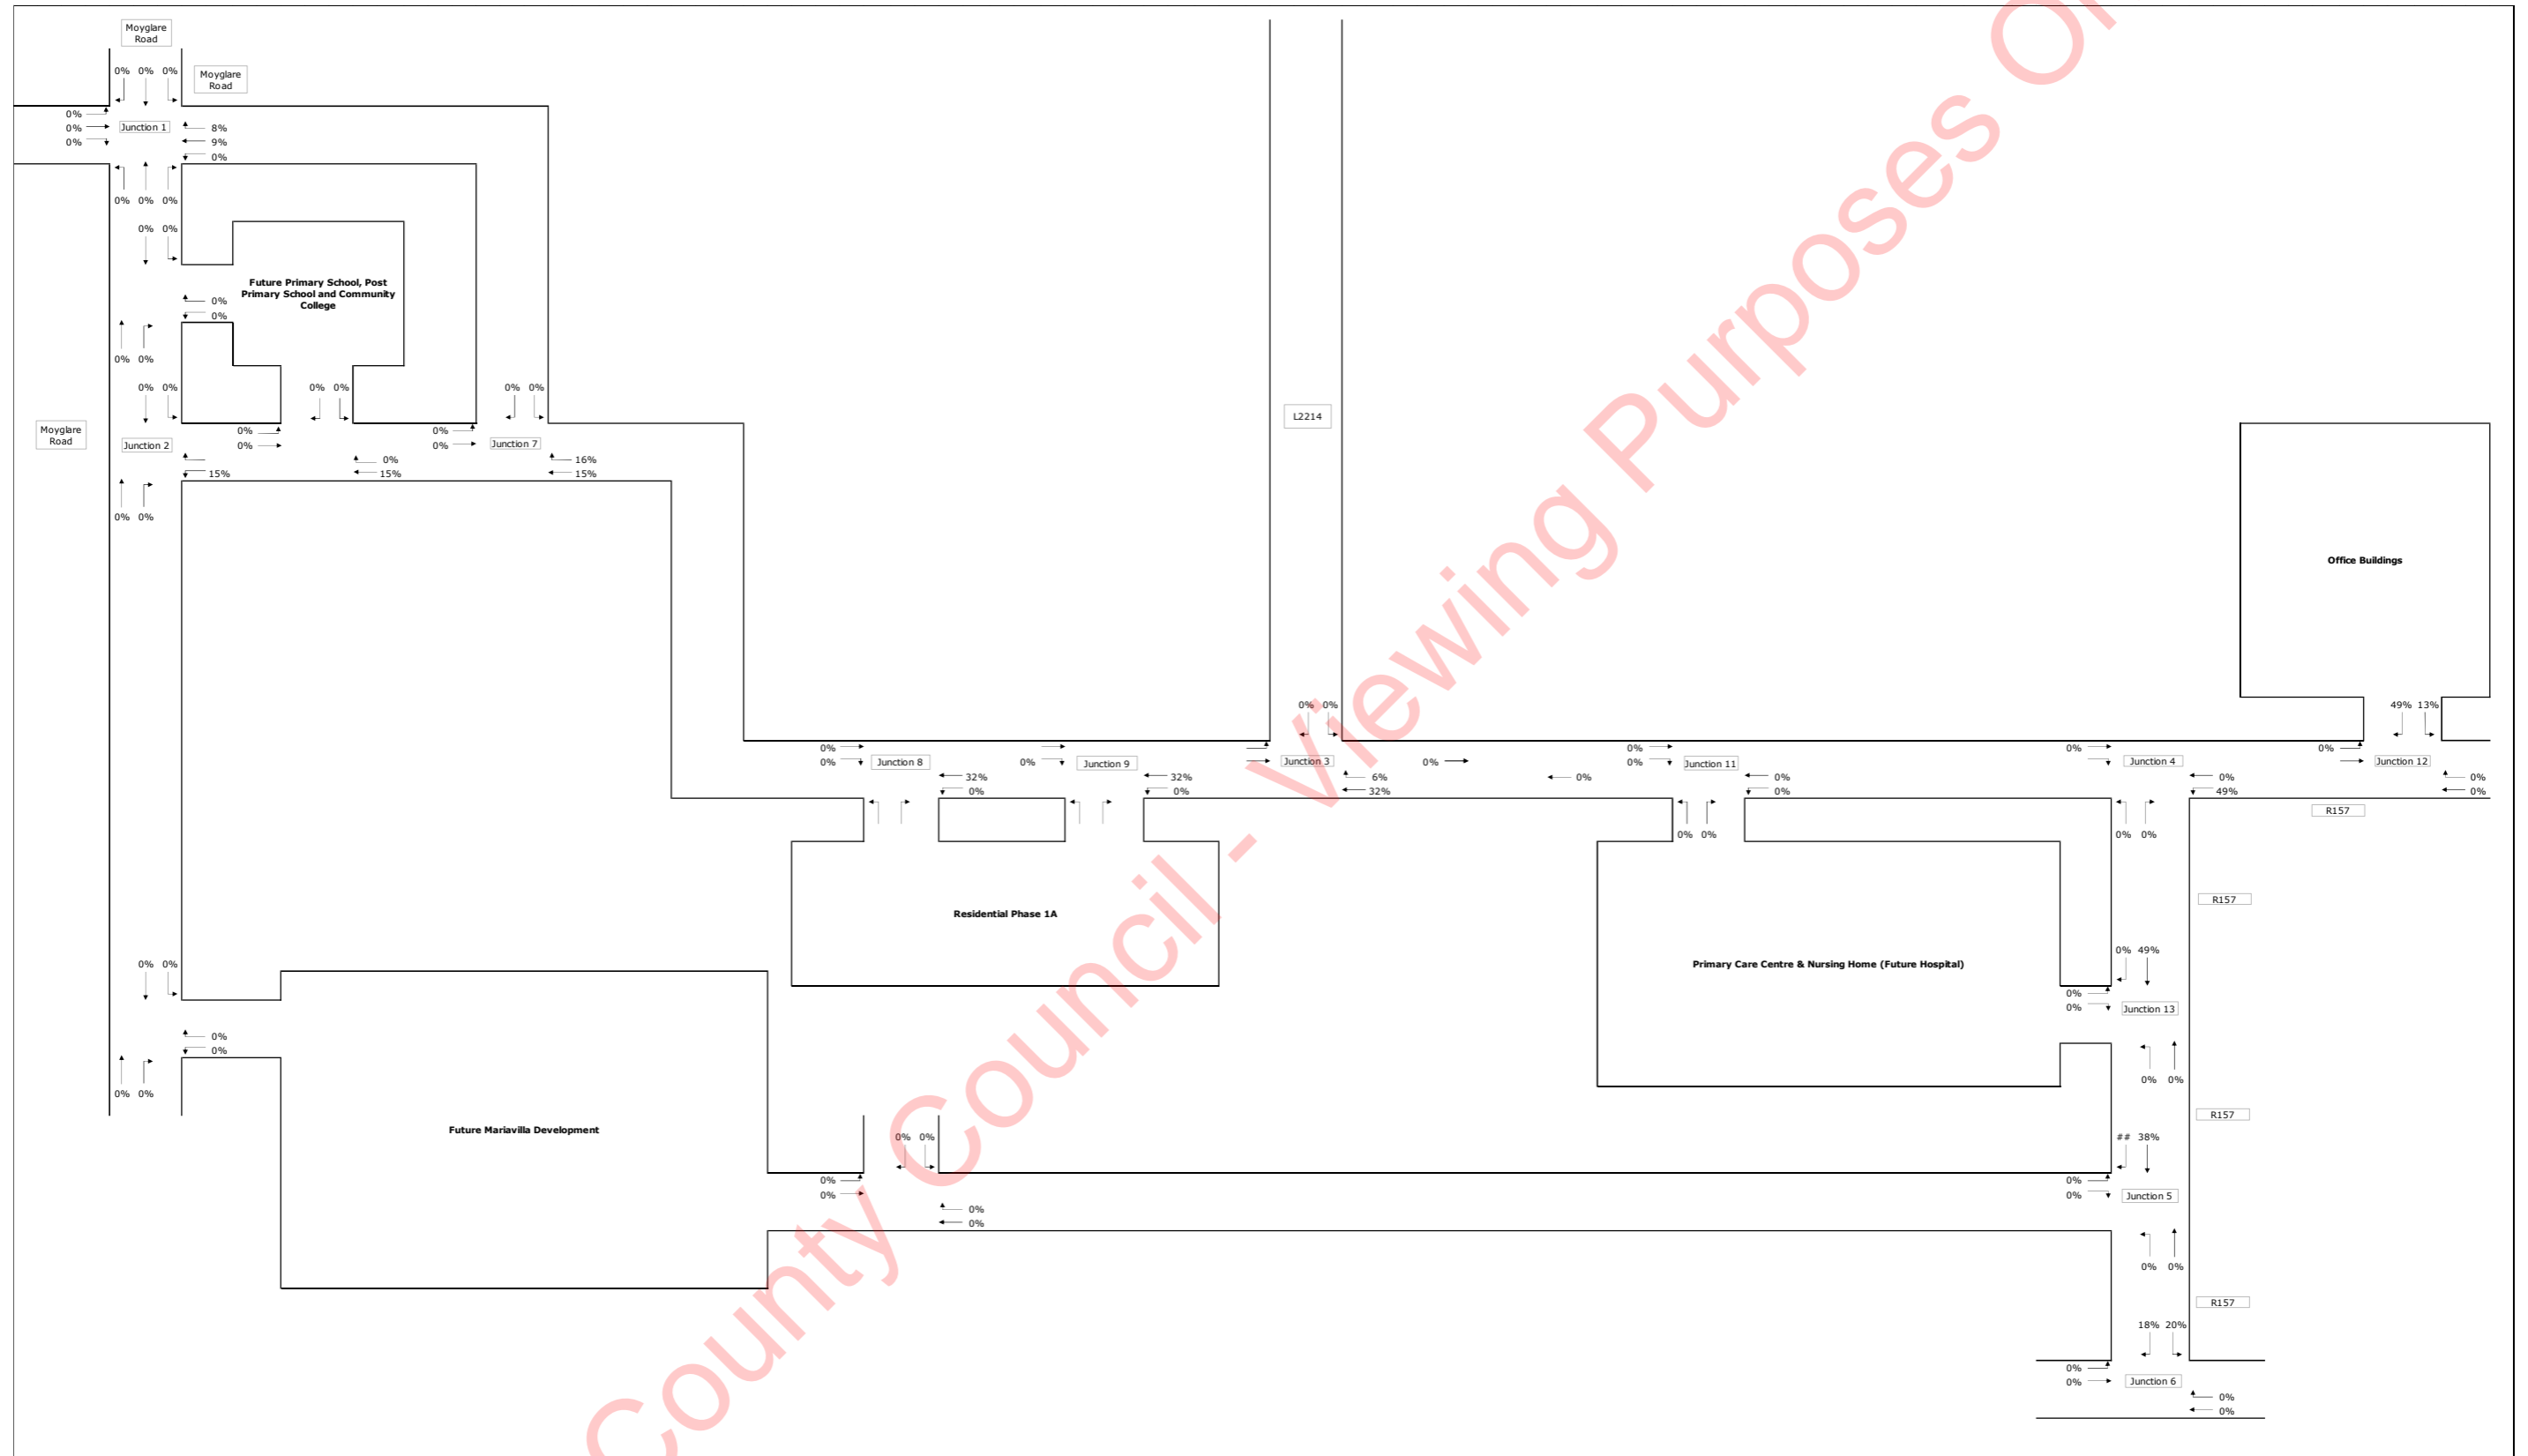 Moyglare
Road
0% 0% 0%
Moyglare
Road
0%
0% Junction 1
0%
8%
9%
0%
0% 0% 0%
0% 0%
Future Primary School, Post
Primary School and Community
College
0%
0%
0% 0%
0% 0%
0% 0%
0% 0%
L2214
Moyglare
Road
Junction 2
0%
0%
0%
0%
Junction 7
15%
0%
15%
16%
15%
0% 0%
Office Buildings
0% 0%
49% 13%
0%
0%
Junction 8
0%
Junction 9
Junction 3
0%
0%
0%
Junction 11
0%
Junction 4
0%
Junction 12
32%
0%
32%
0%
6%
32%
0%
0%
0%
0%
49%
0%
0%
R157
0% 0%
0% 0%
R157
Residential Phase 1A
Primary Care Centre & Nursing Home (Future Hospital)
0% 49%
0% 0%
0%
0%
Junction 13
0%
0%
0% 0%
0% 0%
R157
Future Mariavilla Development
0% 0%
## 38%
0%
0%
0%
0%
Junction 5
0%
0%
0% 0%
R157
18% 20%
0%
0%
Junction 6
0%
0%
County Council - Viewing Purposes